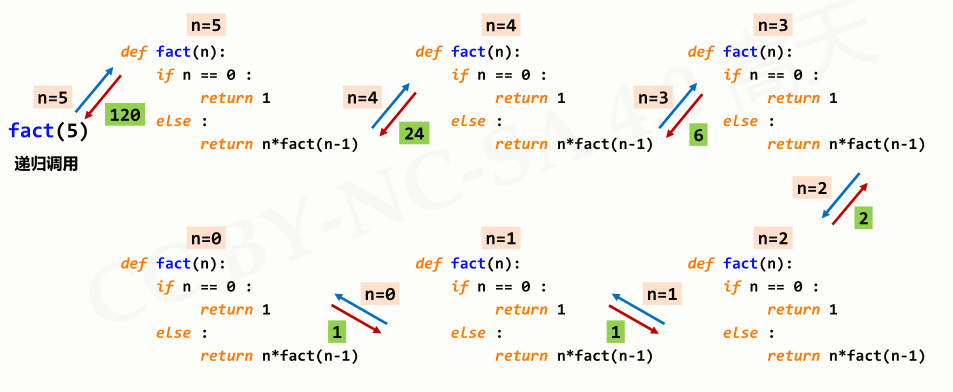 n=5
def fact(n):
if n == 0 :
return 1
else :
return n*fact(n-1)
n=4
def fact(n):
if n == 0 :
return 1
else :
return n*fact(n-1)
n=3
def fact(n):
if n == 0 :
return 1
else :
return n*fact(n-1)
n=5
120
fact(5)
递归调用
n=4
24
n=3
6
n=2
2
n=0
def fact(n):
if n == 0 :
return 1
else :
return n*fact(n-1)
n=1
def fact(n):
if n == 0 :
return 1
else :
return n*fact(n-1)
n=2
def fact(n):
if n == 0 :
return 1
else :
return n*fact(n-1)
n=0
1
n=1
1